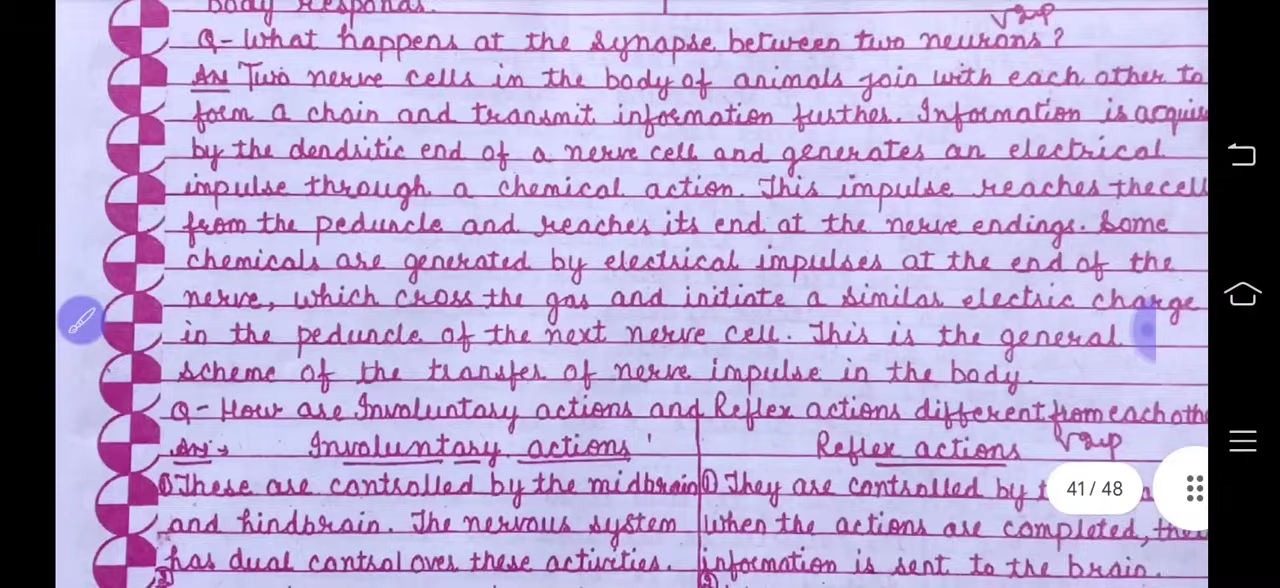 body responds.
Q- What happens at the synapse between two neurons?
Ans Two nerve cells in the body of animals join with each other to
form a chain and transmit information further. Information is
by the dendritic end of a nerve cell and generates an electrical
impulse through a chemical action. This impulse reaches the cell
from the peduncle and reaches its end at the nerve endings. Some
chemicals are generated by electrical impulses at the end of the
nerve, which cross the gas and initiate a similar electric charge
in the peduncle of the next nerve cell. This is the general
scheme of the transfer of nerve impulse in the body.
Q- How are Involuntary actions and Reflex actions different from each
Ans→ Involuntary actions Reflex actions
① These are controlled by the midbrain
and hindbrain. The nervous system
has dual control over these activities.
① They are controlled by
When the actions are completed,
information is sent to the brain.
41 / 48